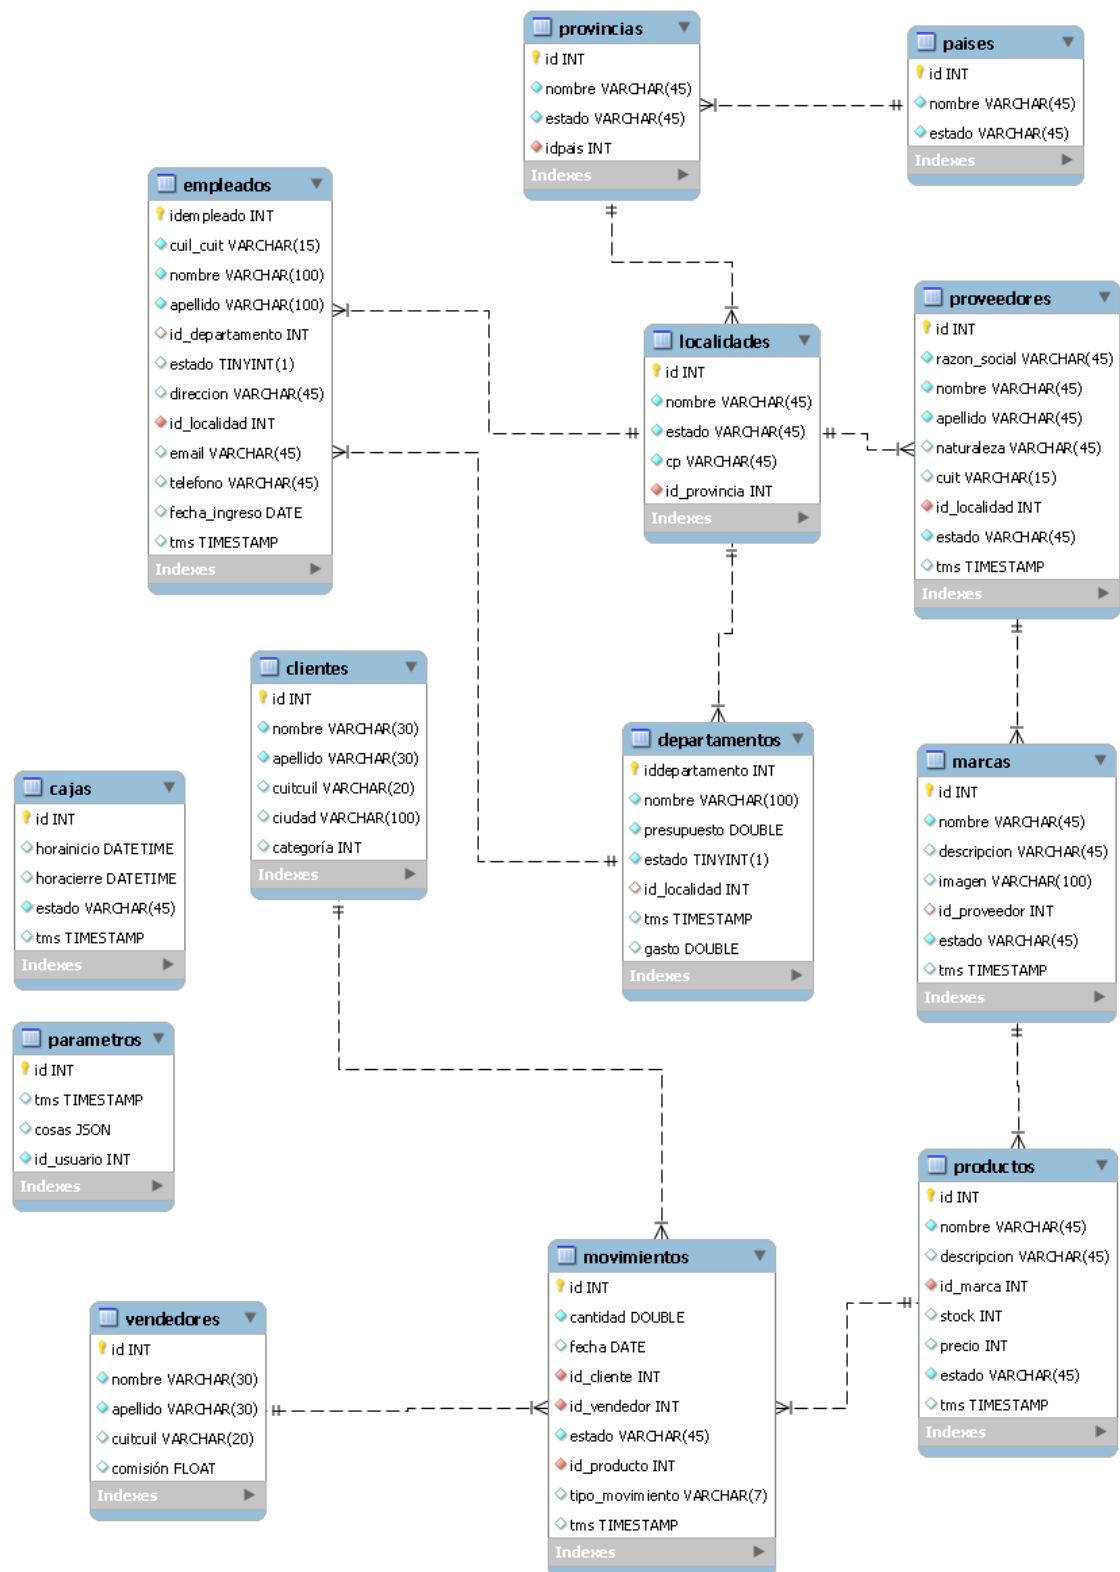 provincias
id INT
nombre VARCHAR(45)
estado VARCHAR(45)
idpais INT
Indexes
paises
id INT
nombre VARCHAR(45)
estado VARCHAR(45)
Indexes
empleados
idempleado INT
cuil_cuit VARCHAR(15)
nombre VARCHAR(100)
apellido VARCHAR(100)
id_departamento INT
estado TINYINT(1)
direccion VARCHAR(45)
id_localidad INT
email VARCHAR(45)
telefono VARCHAR(45)
fecha_ingreso DATE
tms TIMESTAMP
Indexes
localidades
id INT
nombre VARCHAR(45)
estado VARCHAR(45)
cp VARCHAR(45)
id_provincia INT
Indexes
proveedores
id INT
razon_social VARCHAR(45)
nombre VARCHAR(45)
apellido VARCHAR(45)
naturaleza VARCHAR(45)
cuit VARCHAR(15)
id_localidad INT
estado VARCHAR(45)
tms TIMESTAMP
Indexes
clientes
id INT
nombre VARCHAR(30)
apellido VARCHAR(30)
cuitcuil VARCHAR(20)
ciudad VARCHAR(100)
categoría INT
Indexes
departamentos
iddepartamento INT
nombre VARCHAR(100)
presupuesto DOUBLE
estado TINYINT(1)
id_localidad INT
tms TIMESTAMP
gasto DOUBLE
Indexes
marcas
id INT
nombre VARCHAR(45)
descripcion VARCHAR(45)
imagen VARCHAR(100)
id_proveedor INT
estado VARCHAR(45)
tms TIMESTAMP
Indexes
cajas
id INT
horainicio DATETIME
horacierre DATETIME
estado VARCHAR(45)
tms TIMESTAMP
Indexes
parametros
id INT
tms TIMESTAMP
cosas JSON
id_usuario INT
Indexes
productos
id INT
nombre VARCHAR(45)
descripcion VARCHAR(45)
id_marca INT
stock INT
precio INT
estado VARCHAR(45)
tms TIMESTAMP
Indexes
movimientos
id INT
cantidad DOUBLE
fecha DATE
id_cliente INT
id_vendedor INT
estado VARCHAR(45)
id_producto INT
tipo_movimiento VARCHAR(7)
tms TIMESTAMP
Indexes
vendedores
id INT
nombre VARCHAR(30)
apellido VARCHAR(30)
cuitcuil VARCHAR(20)
comisión FLOAT
Indexes